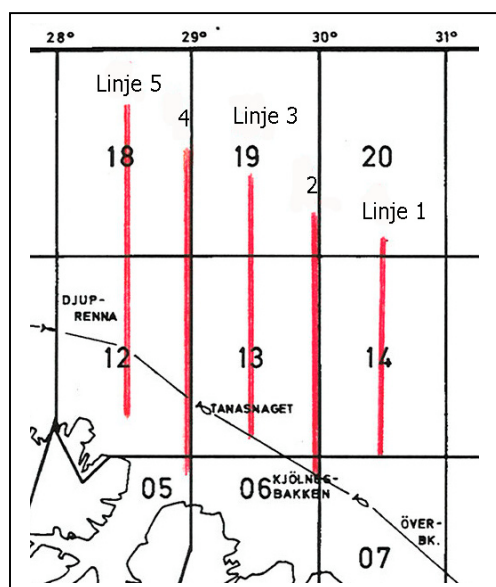 28° 29° 30° 31°
Linje 5
4
Linje 3
18
19
20
2
Linje 1
DJUP-
RENNA
12
13
14
TANASNAGET
05
06
KJÖLNES-
BAKKEN
ÖVER-
BK.
07